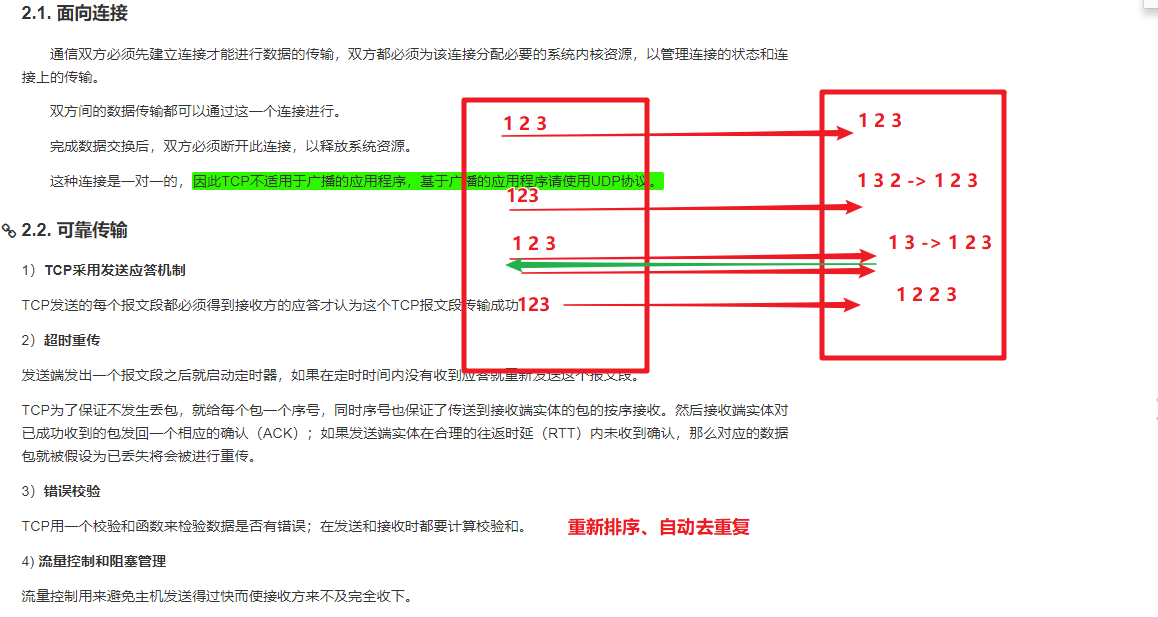 2.1. 面向连接
通信双方必须先建立连接才能进行数据的传输，双方都必须为该连接分配必要的系统内核资源，以管理连接的状态和连
接上的传输。
双方间的数据传输都可以通过这一个连接进行。
完成数据交换后，双方必须断开此连接，以释放系统资源。
这种连接是一对一的，因此TCP不适用于广播的应用程序，基于广播的应用程序请使用UDP协议。
2.2. 可靠传输
1）TCP采用发送应答机制
TCP发送的每个报文段都必须得到接收方的应答才认为这个TCP报文段传输成功
2）超时重传
发送端发出一个报文段之后就启动定时器，如果在定时时间内没有收到应答就重新发送这个报文段。
TCP为了保证不发生丢包，就给每个包一个序号，同时序号也保证了传送到接收端实体的包的按序接收。然后接收端实体对
已成功收到的包发回一个相应的确认（ACK）；如果发送端实体在合理的往返时延（RTT）内未收到确认，那么对应的数据
包就被假设为已丢失将会被进行重传。
3）错误校验
TCP用一个校验和函数来检验数据是否有错误；在发送和接收时都要计算校验和。
4) 流量控制和阻塞管理
流量控制用来避免主机发送得过快而使接收方来不及完全收下。
1 2 3
123
1 2 3
123
1 2 3
1 3 2 -> 1 2 3
1 3 -> 1 2 3
1 2 2 3
重新排序、自动去重复